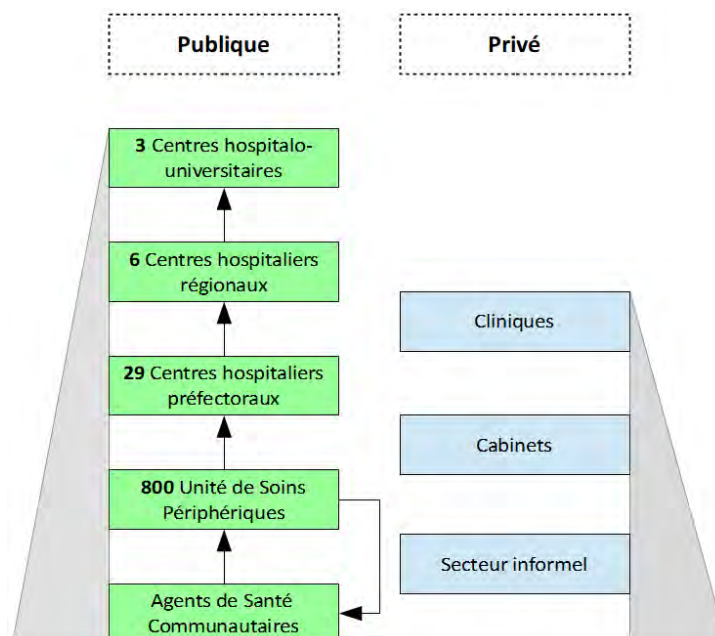 Publique
Privé
3 Centres hospitalo-
universitaires
6 Centres hospitaliers
régionaux
Cliniques
29 Centres hospitaliers
préfectoraux
Cabinets
800 Unité de Soins
Périphériques
Secteur informel
Agents de Santé
Communautaires